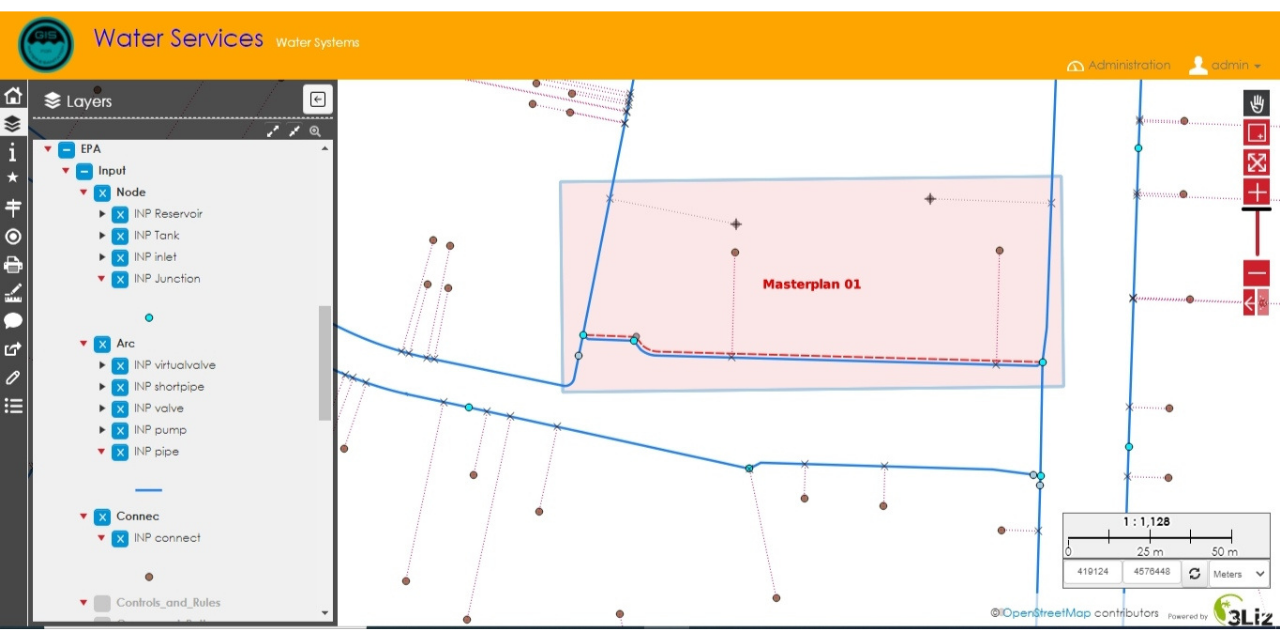 GIS
Water Services Water Systems
Administration admin
Layers
EPA
Input
Node
INP Reservoir
INP Tank
INP inlet
INP Junction
Arc
INP virtualvalve
INP shortpipe
INP valve
INP pump
INP pipe
Connec
INP connect
Controls_and_Rules
Masterplan 01
1 : 1,128
0 25 m 50 m
419124 4576448 Meters
© OpenStreetMap contributors Powered by 3Liz